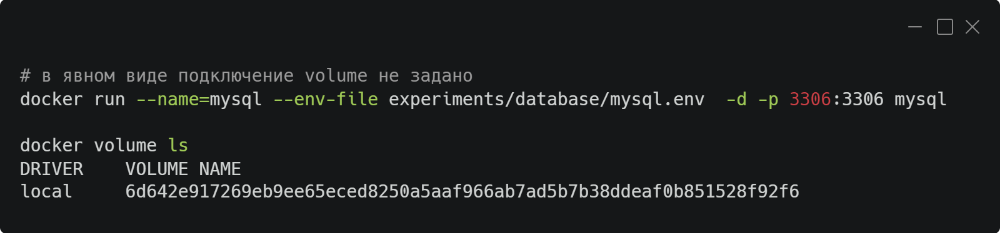 # в явном виде подключение volume не задано
docker run --name=mysql --env-file experiments/database/mysql.env  -d -p 3306:3306 mysql
docker volume ls
DRIVER    VOLUME NAME
local     6d642e917269eb9ee65eced8250a5aaf966ab7ad5b7b38ddeaf0b851528f92f6